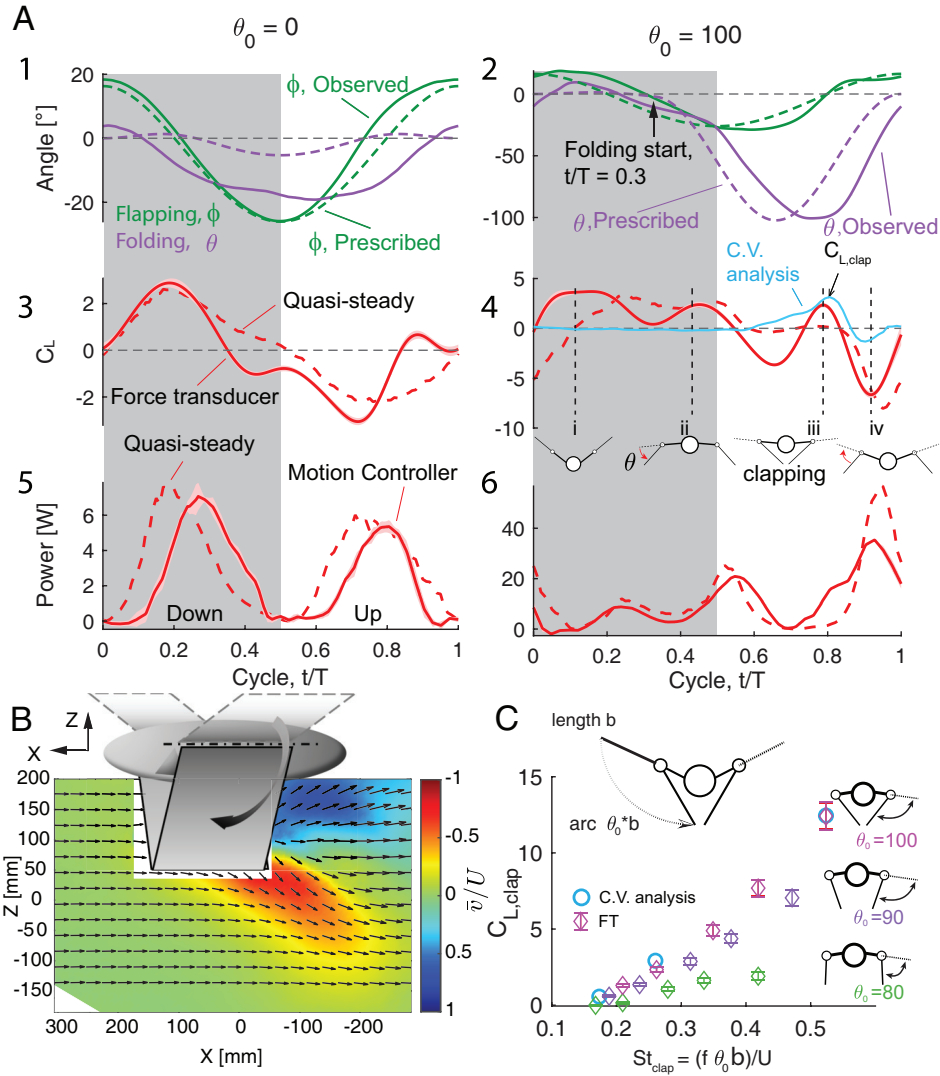 A
θ0 = 0
θ0 = 100
1
20
0
-20
Angle [°]
ϕ, Observed
ϕ, Prescribed
Flapping, ϕ
Folding, θ
2
0
-50
-100
Folding start,
t/T = 0.3
θ,Prescribed
θ,Observed
3
2
0
-2
CL
Quasi-steady
Force transducer
4
5
0
-5
-10
C.V.
analysis
CL,clap
i
ii
iii
iv
θ
clapping
5
6
4
2
0
Power [W]
Quasi-steady
Motion Controller
Down
Up
0
0.2
0.4
0.6
0.8
1
Cycle, t/T
6
40
20
0
0
0.2
0.4
0.6
0.8
1
Cycle, t/T
B
Z
X
200
150
100
50
0
-50
-100
-150
Z [mm]
300
200
100
0
-100
-200
X [mm]
-1
-0.5
0
0.5
1
v̄/U
C
length b
arc θ0*b
15
10
5
0
CL,clap
C.V. analysis
FT
θ0=100
θ0=90
θ0=80
0.1
0.2
0.3
0.4
0.5
Stclap = (f θ0 b)/U